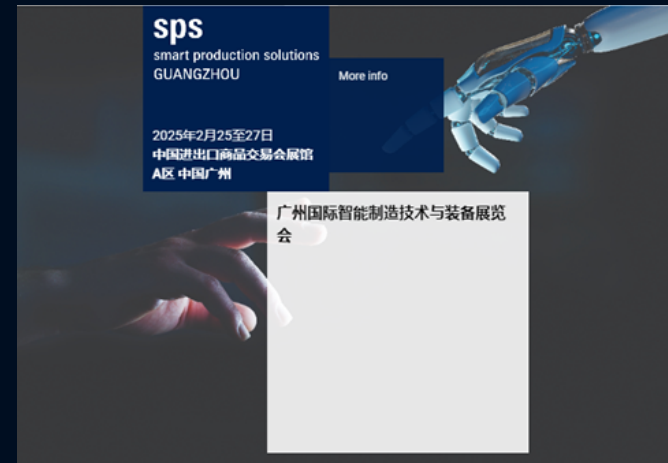 sps
smart production solutions
GUANGZHOU
More info
2025年2月25至27日
中国进出口商品交易会展馆
A区 中国广州
广州国际智能制造技术与装备展览
会